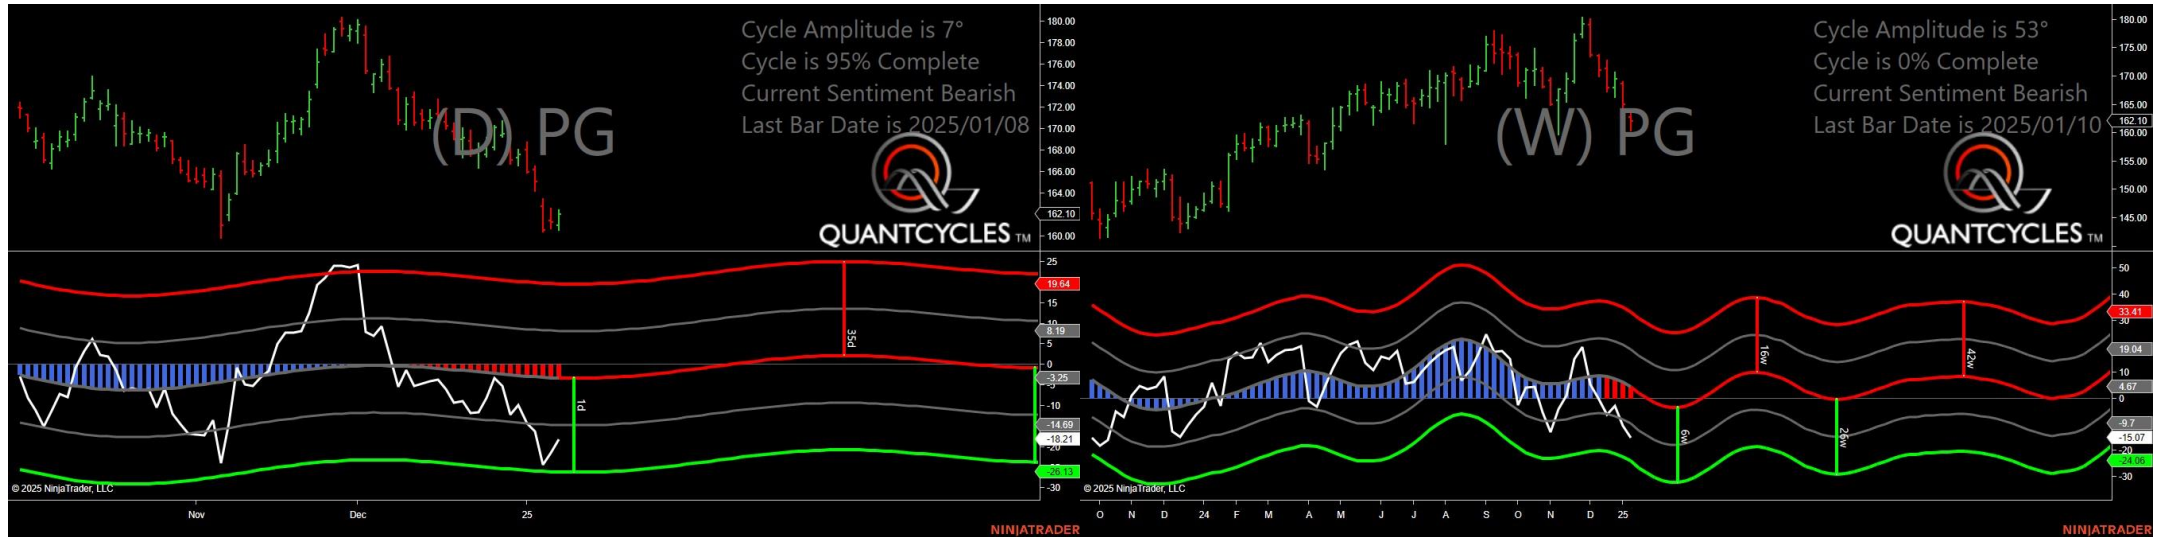 Cycle Amplitude is 7°
Cycle is 95% Complete
Current Sentiment Bearish
Last Bar Date is 2025/01/08
(D) PG
QUANTCYCLES TM
180.00
178.00
176.00
174.00
172.00
170.00
168.00
166.00
164.00
162.10
160.00
25
19.64
15
10
8.19
5
0
-3.25
-5
-10
-14.69
-18.21
-20
-26.13
-30
35d
1d
© 2025 NinjaTrader, LLC
Nov
Dec
25
NINJATRADER
Cycle Amplitude is 53°
Cycle is 0% Complete
Current Sentiment Bearish
Last Bar Date is 2025/01/10
(W) PG
QUANTCYCLES TM
180.00
175.00
170.00
165.00
162.10
160.00
155.00
150.00
145.00
50
40
33.41
30
19.04
10
4.67
0
-9.7
-15.07
-24.06
-30
16w
42w
6w
26w
© 2025 NinjaTrader, LLC
O N D 24 F M A M J J A S O N D 25
NINJATRADER